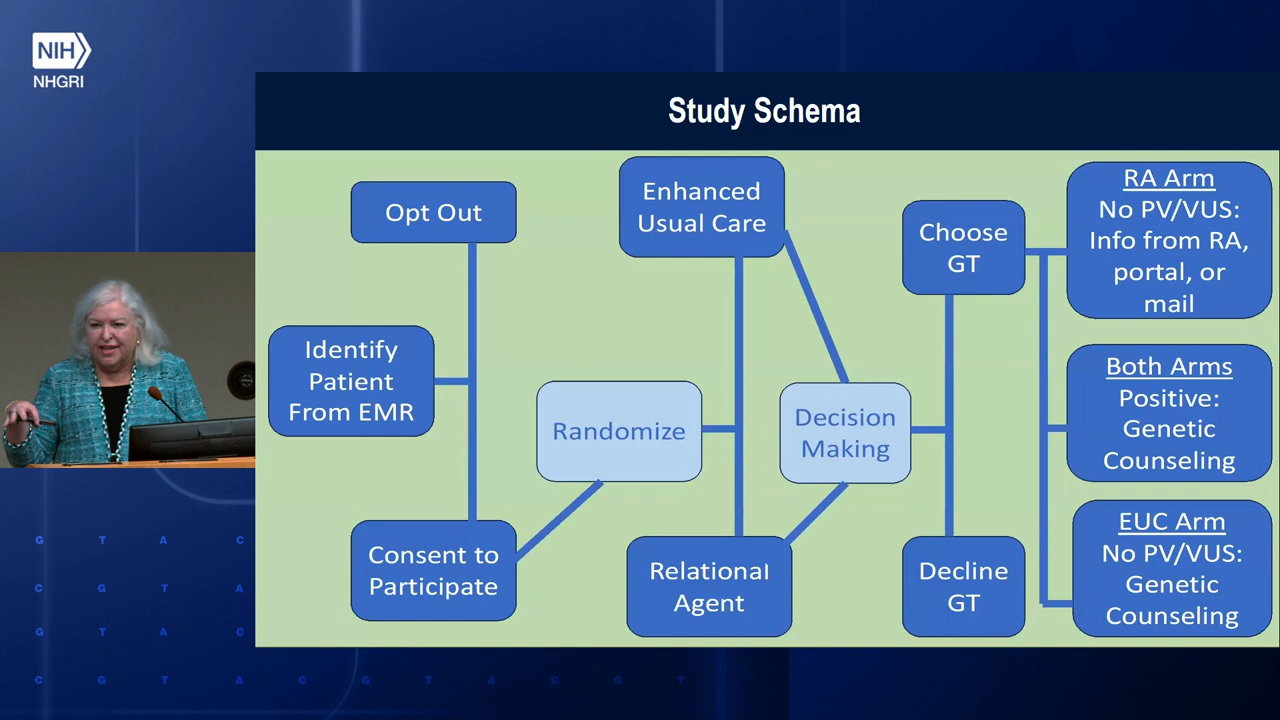 NIH
NHGRI
Study Schema
Opt Out
Identify
Patient
From EMR
Consent to
Participate
Randomize
Enhanced
Usual Care
Relational
Agent
Decision
Making
Choose
GT
Decline
GT
RA Arm
No PV/VUS:
Info from RA,
portal, or
mail
Both Arms
Positive:
Genetic
Counseling
EUC Arm
No PV/VUS:
Genetic
Counseling
G T A C
C G T A
G T A C
C G T A C G T A C G T